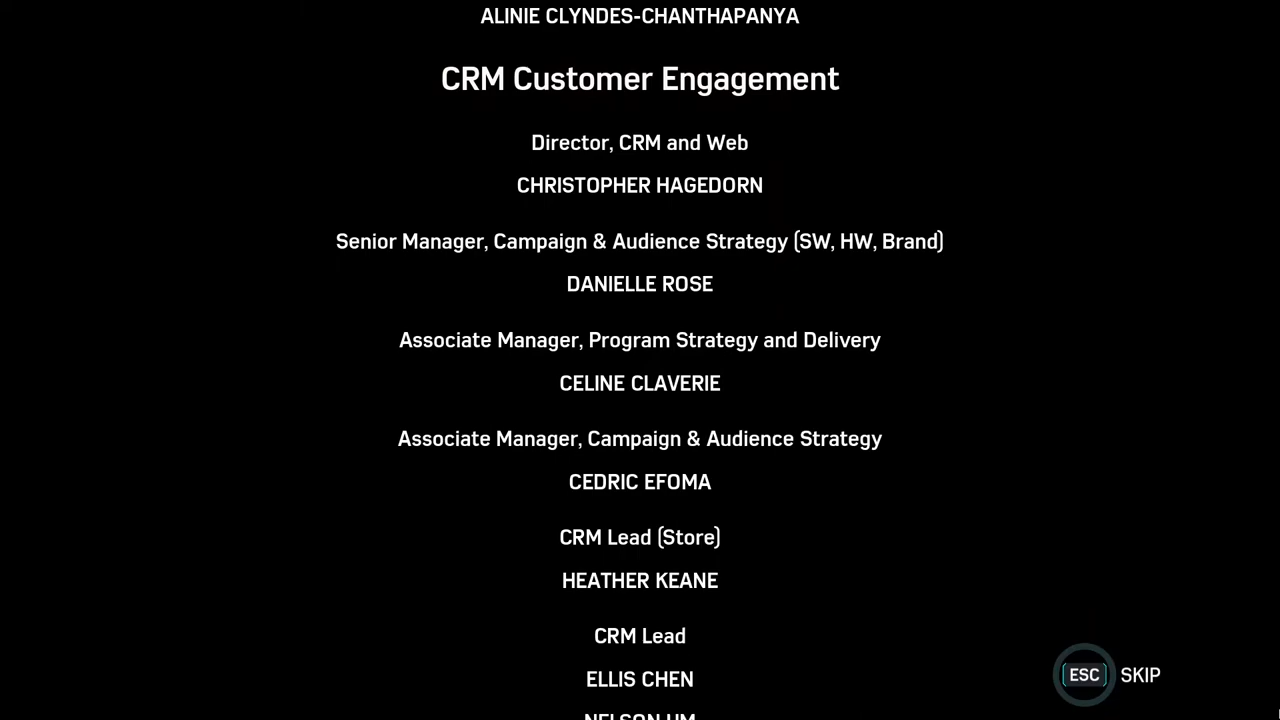 ALINIE CLYNDES-CHANTHAPANYA
CRM Customer Engagement
Director, CRM and Web
CHRISTOPHER HAGEDORN
Senior Manager, Campaign & Audience Strategy (SW, HW, Brand)
DANIELLE ROSE
Associate Manager, Program Strategy and Delivery
CELINE CLAVERIE
Associate Manager, Campaign & Audience Strategy
CEDRIC EFOMA
CRM Lead (Store)
HEATHER KEANE
CRM Lead
ELLIS CHEN
NELSON UM
ESC SKIP